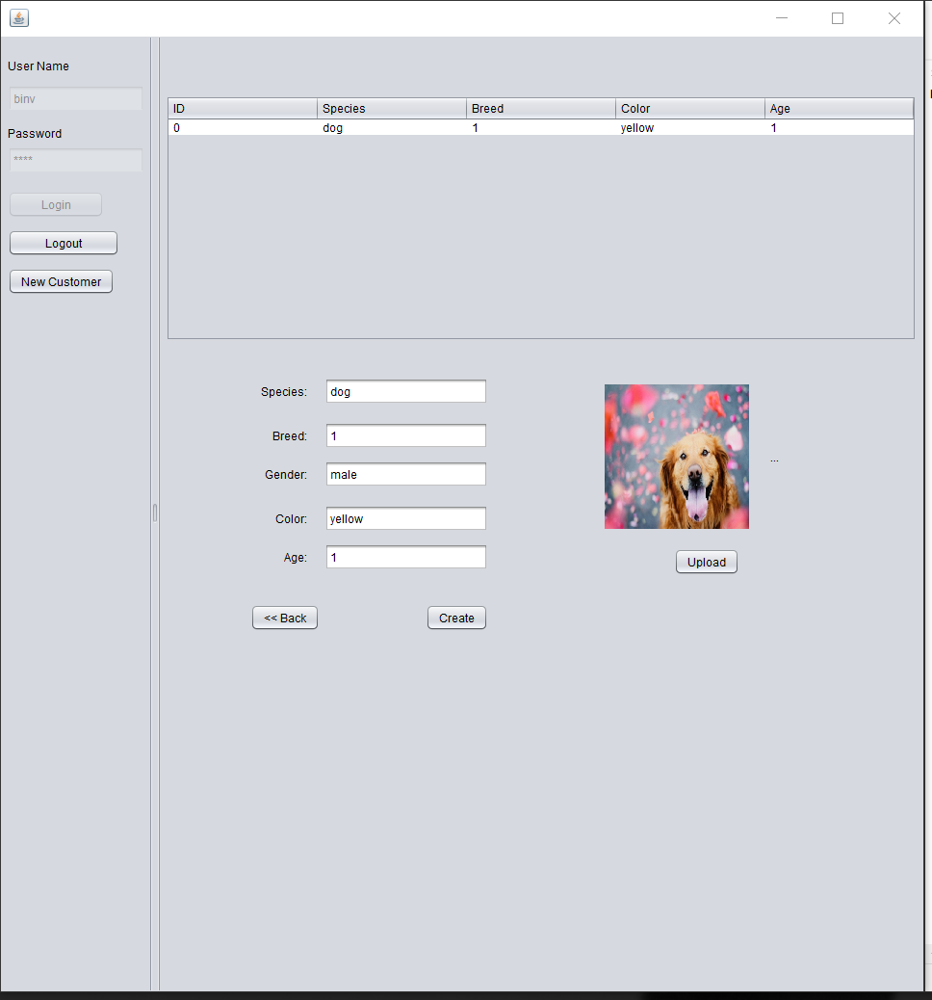 User Name
binv
Password
****
Login
Logout
New Customer
ID Species Breed Color Age
0 dog 1 yellow 1
Species: dog
Breed: 1
Gender: male
Color: yellow
Age: 1
...
Upload
<< Back Create